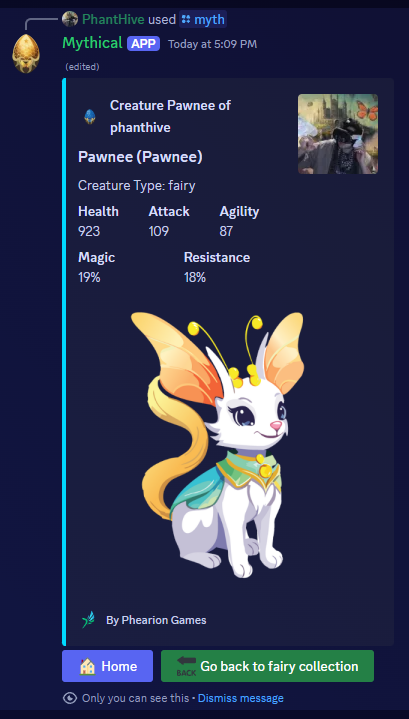 PhantHive used myth
Mythical APP Today at 5:09 PM
(edited)
Creature Pawnee of
phanthive
Pawnee (Pawnee)
Creature Type: fairy
Health Attack Agility
923 109 87
Magic Resistance
19% 18%
By Phearion Games
Home BACK Go back to fairy collection
Only you can see this • Dismiss message